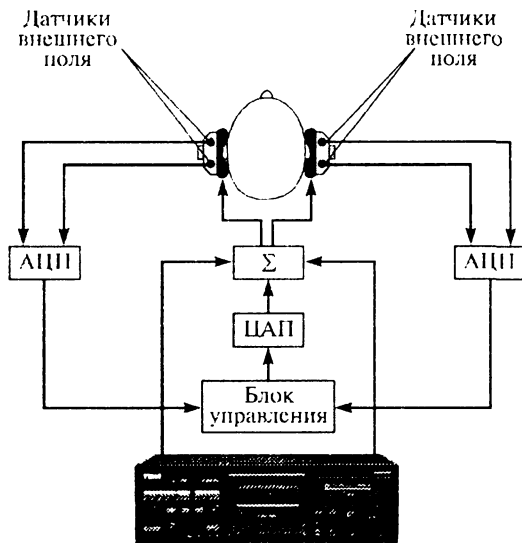 Датчики
внешнего
поля
Датчики
внешнего
поля
АЦП
Σ
АЦП
ЦАП
Блок
управления